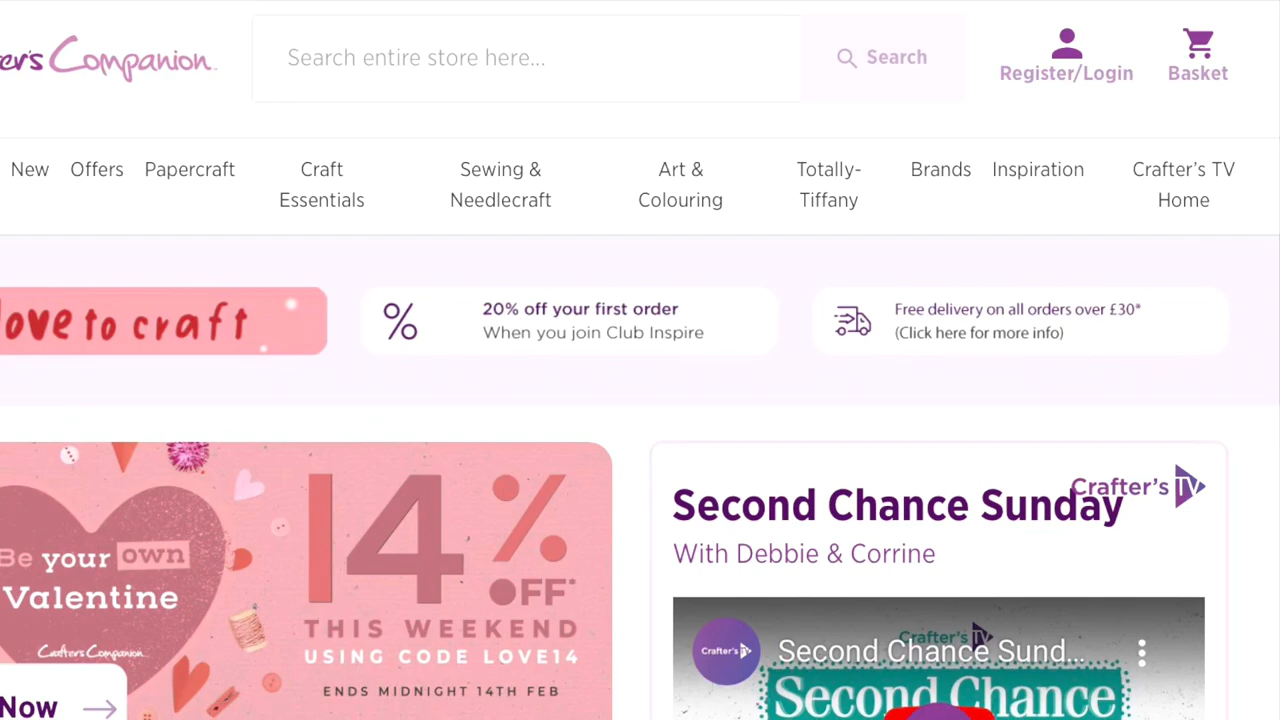 Companion
Search entire store here...
Search
Register/Login
Basket
New
Offers
Papercraft
Craft
Essentials
Sewing &
Needlecraft
Art &
Colouring
Totally-
Tiffany
Brands
Inspiration
Crafter's TV
Home
love to craft
20% off your first order
When you join Club Inspire
Free delivery on all orders over £30*
(Click here for more info)
Be your own
Valentine
Crafter's Companion
Now
14%
OFF*
THIS WEEKEND
USING CODE LOVE14
ENDS MIDNIGHT 14TH FEB
Crafter's TV
Second Chance Sunday
With Debbie & Corrine
Crafter's TV
Crafter's TV
Second Chance Sund...
Second Chance